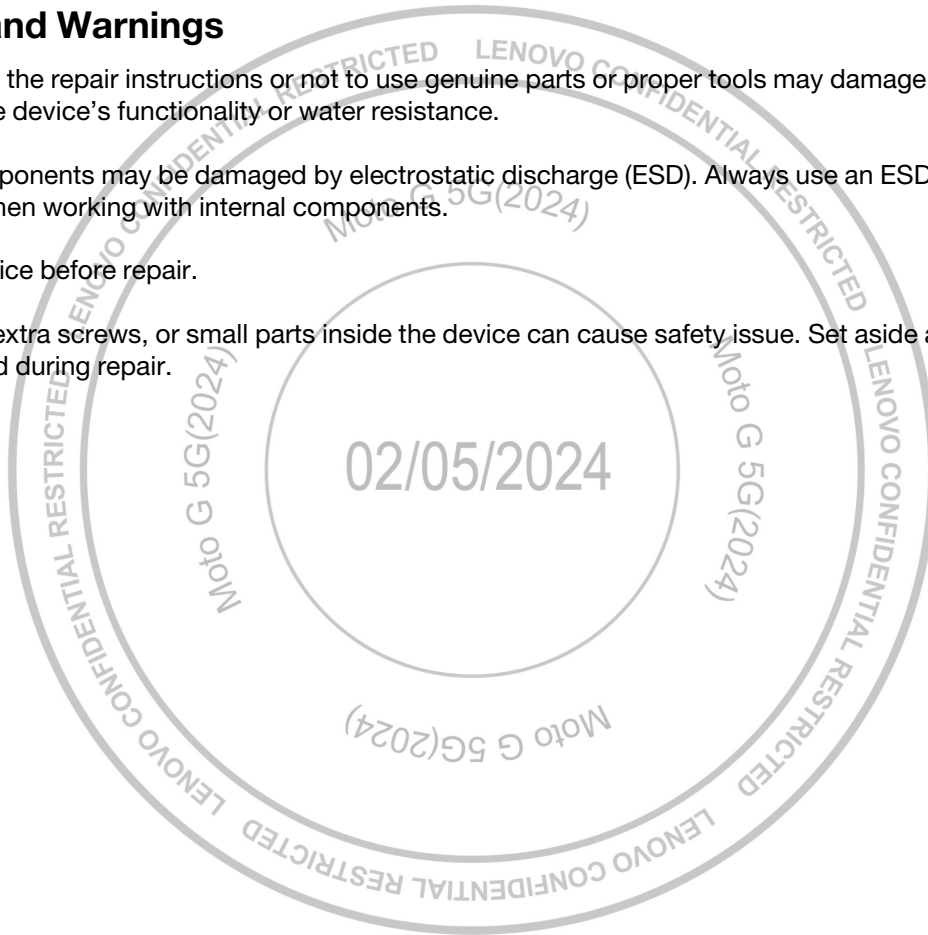 and Warnings
the repair instructions or not to use genuine parts or proper tools may damage
device's functionality or water resistance.
ponents may be damaged by electrostatic discharge (ESD). Always use an ESD
hen working with internal components.
ice before repair.
extra screws, or small parts inside the device can cause safety issue. Set aside a
d during repair.
LENOVO CONFIDENTIAL RESTRICTED
LENOVO CONFIDENTIAL RESTRICTED
LENOVO CONFIDENTIAL RESTRICTED
LENOVO CONFIDENTIAL RESTRICTED
Moto G 5G(2024)
Moto G 5G(2024)
Moto G 5G(2024)
Moto G 5G(2024)
02/05/2024